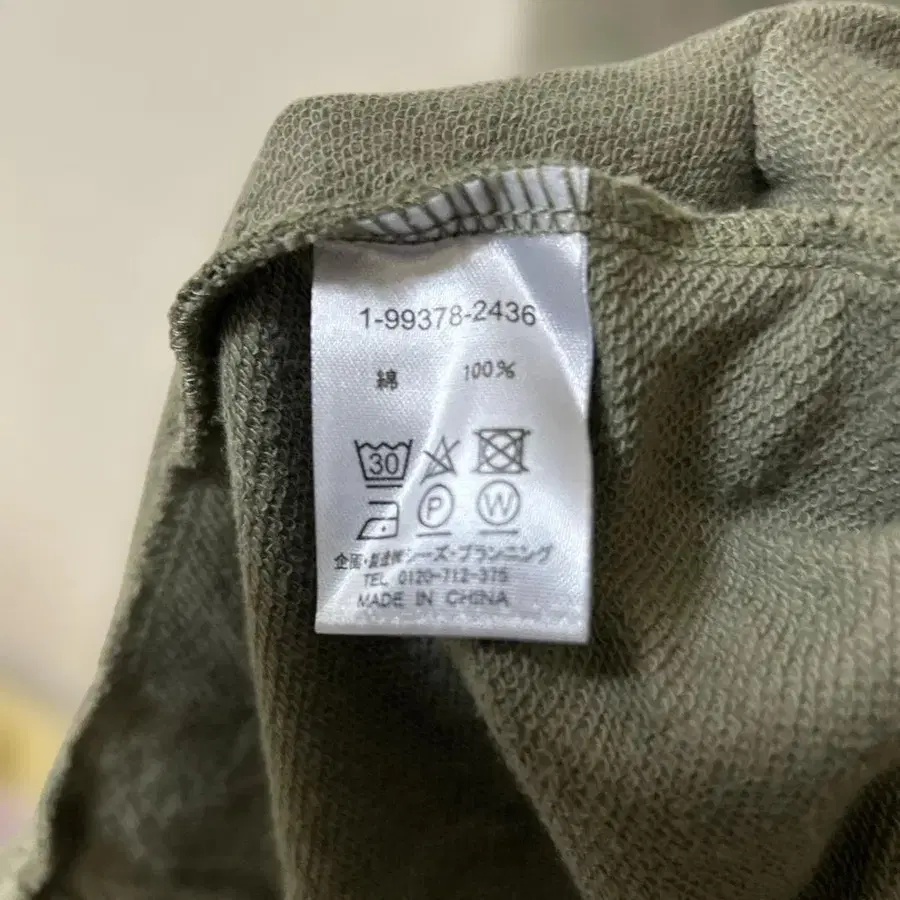 1-99378-2436
綿 100%
30
P W
企画・製造㈱シーズ・プランニング
TEL 0120-712-375
MADE IN CHINA